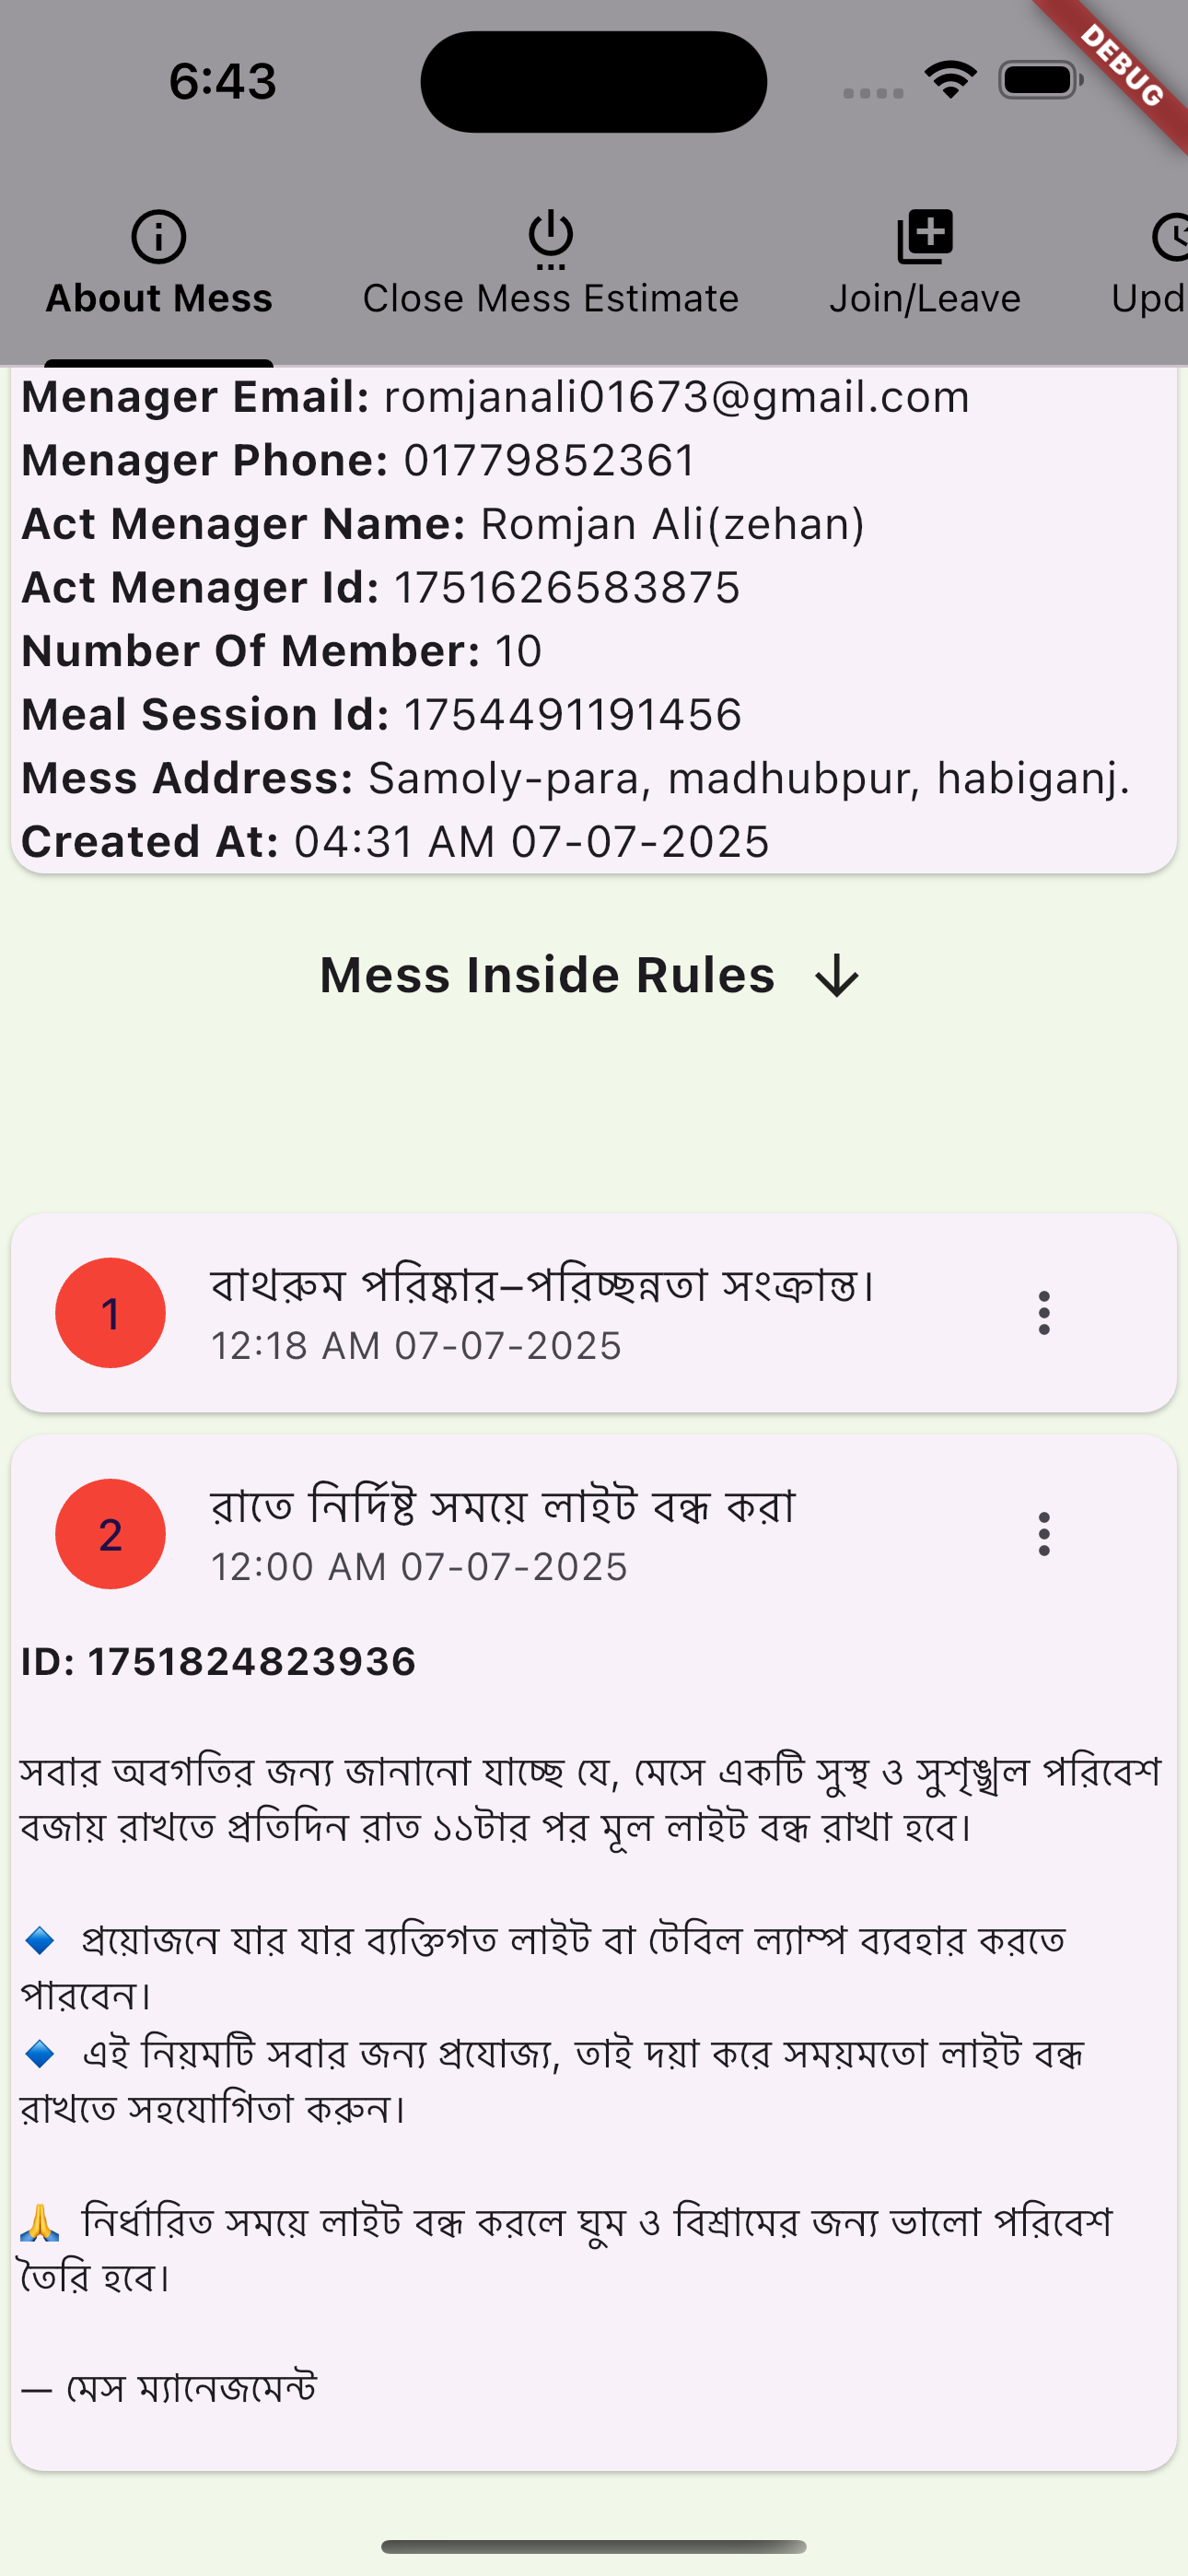 6:43
DEBUG
About Mess
Close Mess Estimate
Join/Leave
Upd
Menager Email: romjanali01673@gmail.com
Menager Phone: 01779852361
Act Menager Name: Romjan Ali(zehan)
Act Menager Id: 1751626583875
Number Of Member: 10
Meal Session Id: 1754491191456
Mess Address: Samoly-para, madhubpur, habiganj.
Created At: 04:31 AM 07-07-2025
Mess Inside Rules ↓
1
বাথরুম পরিষ্কার–পরিচ্ছন্নতা সংক্রান্ত।
12:18 AM 07-07-2025
2
রাতে নির্দিষ্ট সময়ে লাইট বন্ধ করা
12:00 AM 07-07-2025
ID: 1751824823936
সবার অবগতির জন্য জানানো যাচ্ছে যে, মেসে একটি সুস্থ ও সুশৃঙ্খল পরিবেশ
বজায় রাখতে প্রতিদিন রাত ১১টার পর মূল লাইট বন্ধ রাখা হবে।
🔹 প্রয়োজনে যার যার ব্যক্তিগত লাইট বা টেবিল ল্যাম্প ব্যবহার করতে
পারবেন।
🔹 এই নিয়মটি সবার জন্য প্রযোজ্য, তাই দয়া করে সময়মতো লাইট বন্ধ
রাখতে সহযোগিতা করুন।
🙏 নির্ধারিত সময়ে লাইট বন্ধ করলে ঘুম ও বিশ্রামের জন্য ভালো পরিবেশ
তৈরি হবে।
— মেস ম্যানেজমেন্ট